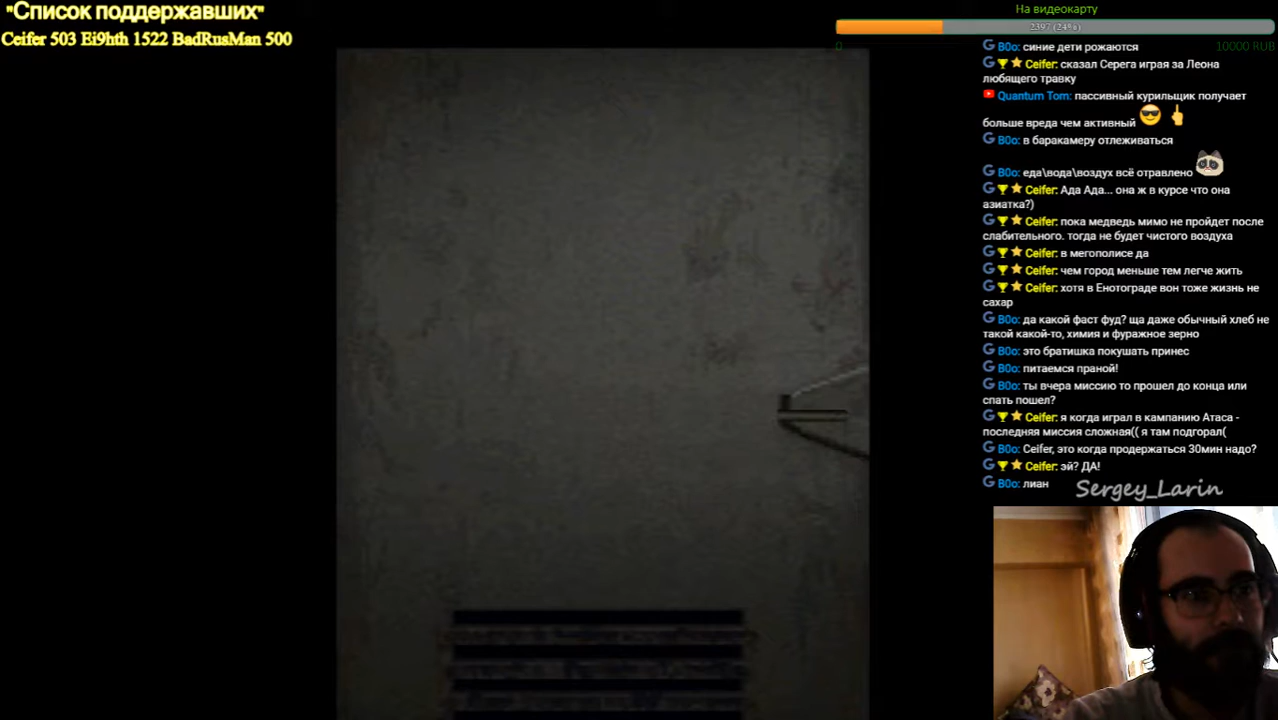 "Список поддержавших"
Ceifer 503 Ei9hth 1522 BadRusMan 500
На видеокарту
2397 (24%)
0
10000 RUB
B0o: синие дети рожаются
Ceifer: сказал Серега играя за Леона
любящего травку
Quantum Tom: пассивный курильщик получает
больше вреда чем активный
B0o: в баракамеру отлеживаться
B0o: еда\вода\воздух всё отравлено
Ceifer: Ада Ада... она ж в курсе что она
азиатка?)
Ceifer: пока медведь мимо не пройдет после
слабительного. тогда не будет чистого воздуха
Ceifer: в мегополисе да
Ceifer: чем город меньше тем легче жить
Ceifer: хотя в Енотограде вон тоже жизнь не
сахар
B0o: да какой фаст фуд? ща даже обычный хлеб не
такой какой-то, химия и фуражное зерно
B0o: это братишка покушать принес
B0o: питаемся праной!
B0o: ты вчера миссию то прошел до конца или
спать пошел?
Ceifer: я когда играл в кампанию Атаса -
последняя миссия сложная(( я там подгорал(
B0o: Ceifer, это когда продержаться 30мин надо?
Ceifer: эй? ДА!
B0o: лиан
Sergey_Larin